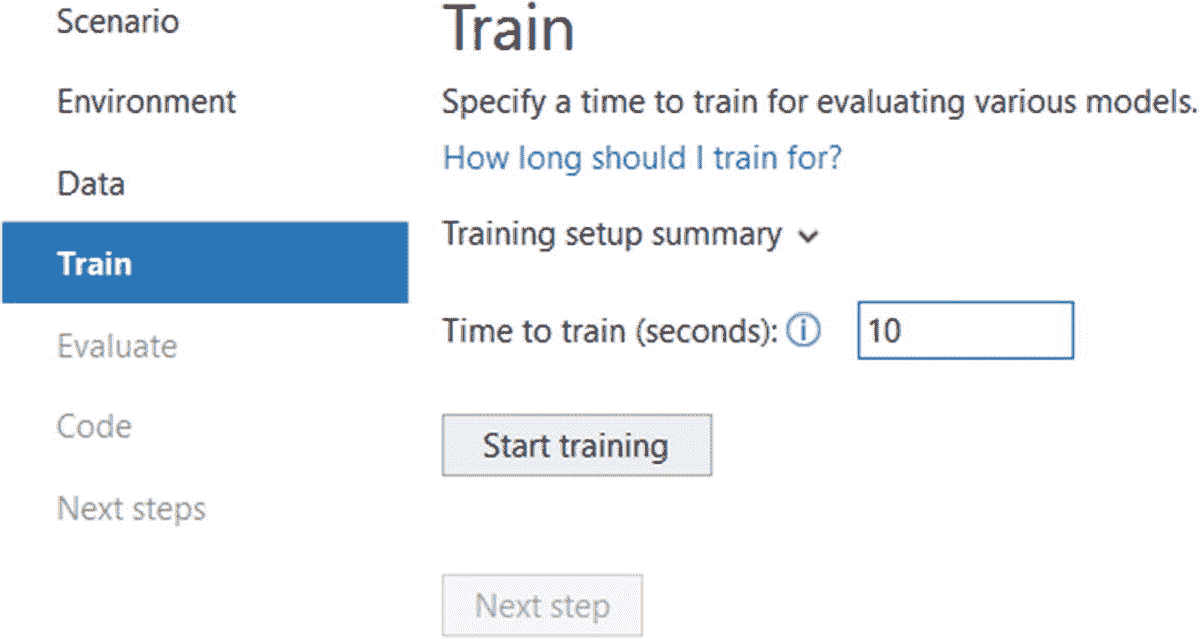 Scenario
Environment
Data
Train
Evaluate
Code
Next steps
Train
Specify a time to train for evaluating various models.
How long should I train for?
Training setup summary
Time to train (seconds): 10
Start training
Next step